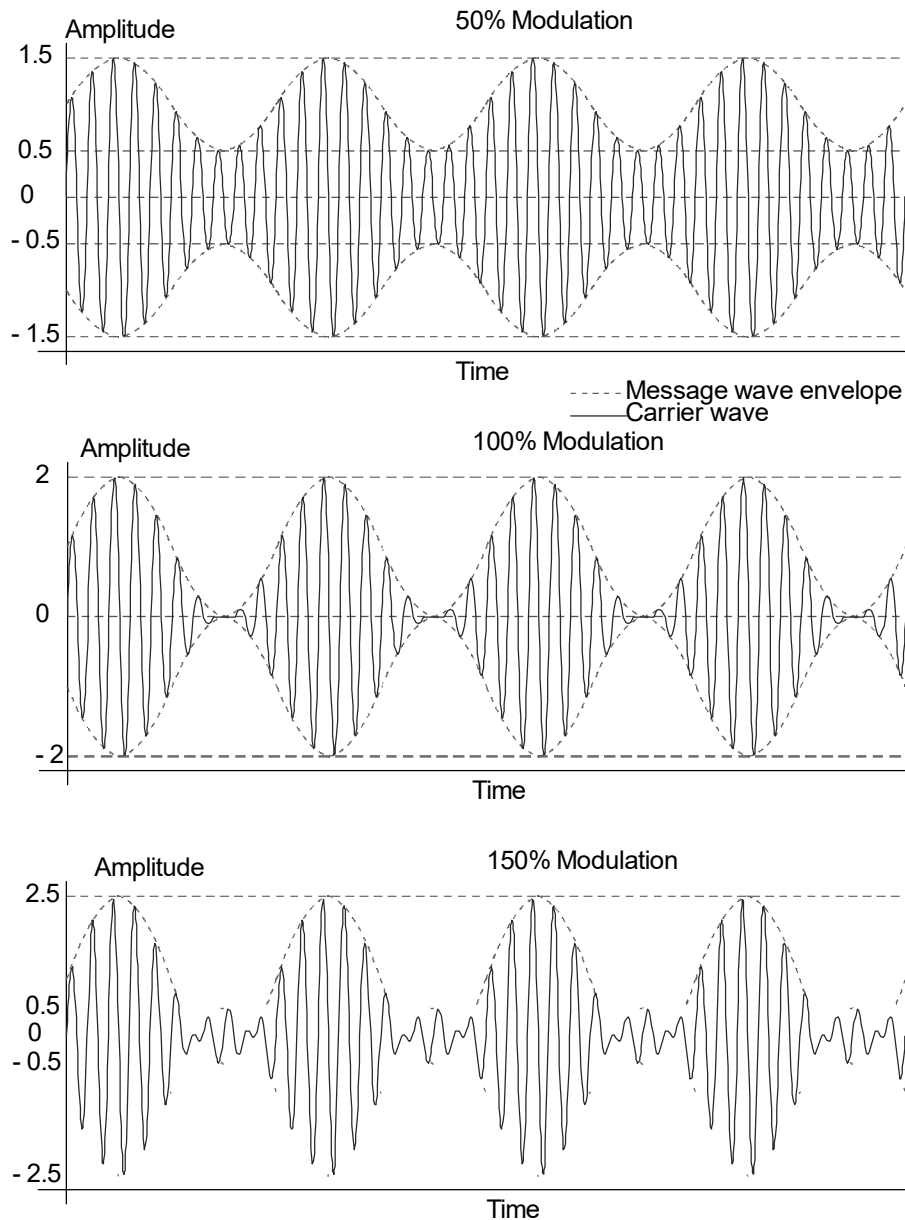 50% Modulation
Amplitude
1.5
0.5
0
- 0.5
- 1.5
Time
Message wave envelope
Carrier wave
100% Modulation
Amplitude
2
0
- 2
Time
150% Modulation
Amplitude
2.5
0.5
0
- 0.5
- 2.5
Time